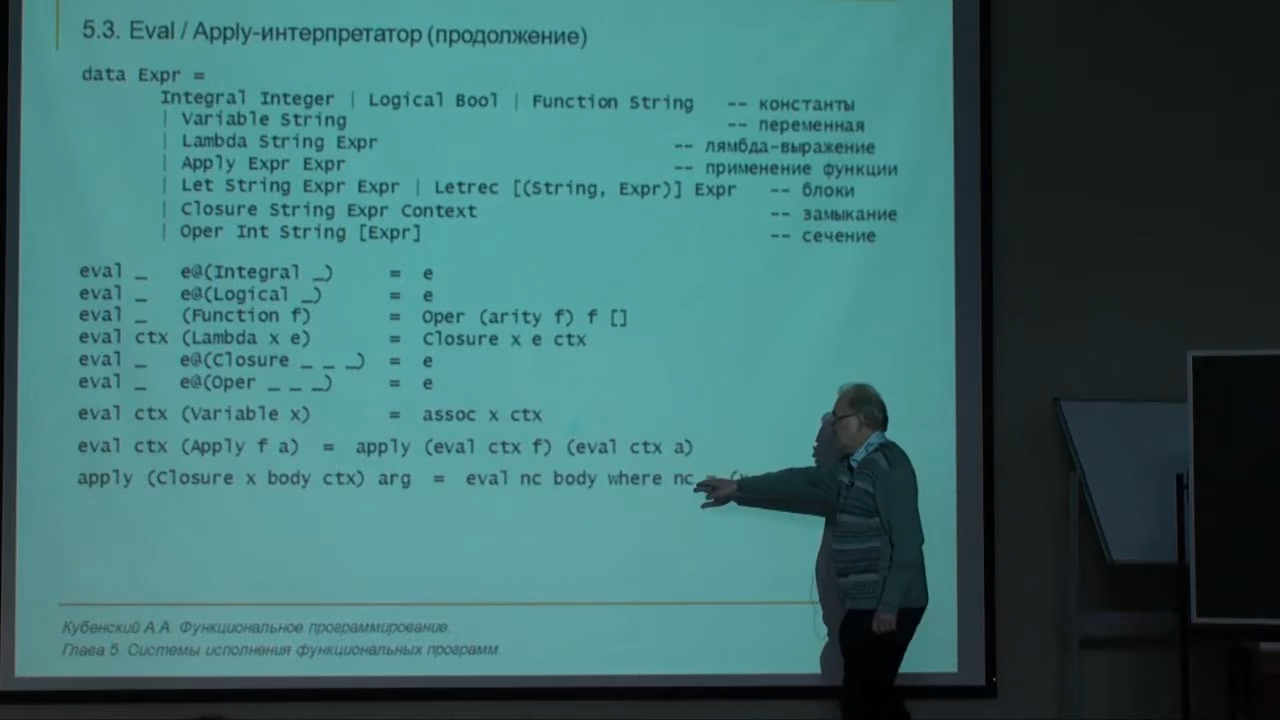 5.3. Eval / Apply-интерпретатор (продолжение)
data Expr =
Integral Integer | Logical Bool | Function String -- константы
| Variable String -- переменная
| Lambda String Expr -- лямбда-выражение
| Apply Expr Expr -- применение функции
| Let String Expr Expr | Letrec [(String, Expr)] Expr -- блоки
| Closure String Expr Context -- замыкание
| Oper Int String [Expr] -- сечение
eval _ e@(Integral _) = e
eval _ e@(Logical _) = e
eval _ (Function f) = Oper (arity f) f []
eval ctx (Lambda x e) = Closure x e ctx
eval _ e@(Closure _ _ _) = e
eval _ e@(Oper _ _ _) = e
eval ctx (Variable x) = assoc x ctx
eval ctx (Apply f a) = apply (eval ctx f) (eval ctx a)
apply (Closure x body ctx) arg = eval nc body where nc = (
Кубенский А.А. Функциональное программирование.
Глава 5. Системы исполнения функциональных программ.